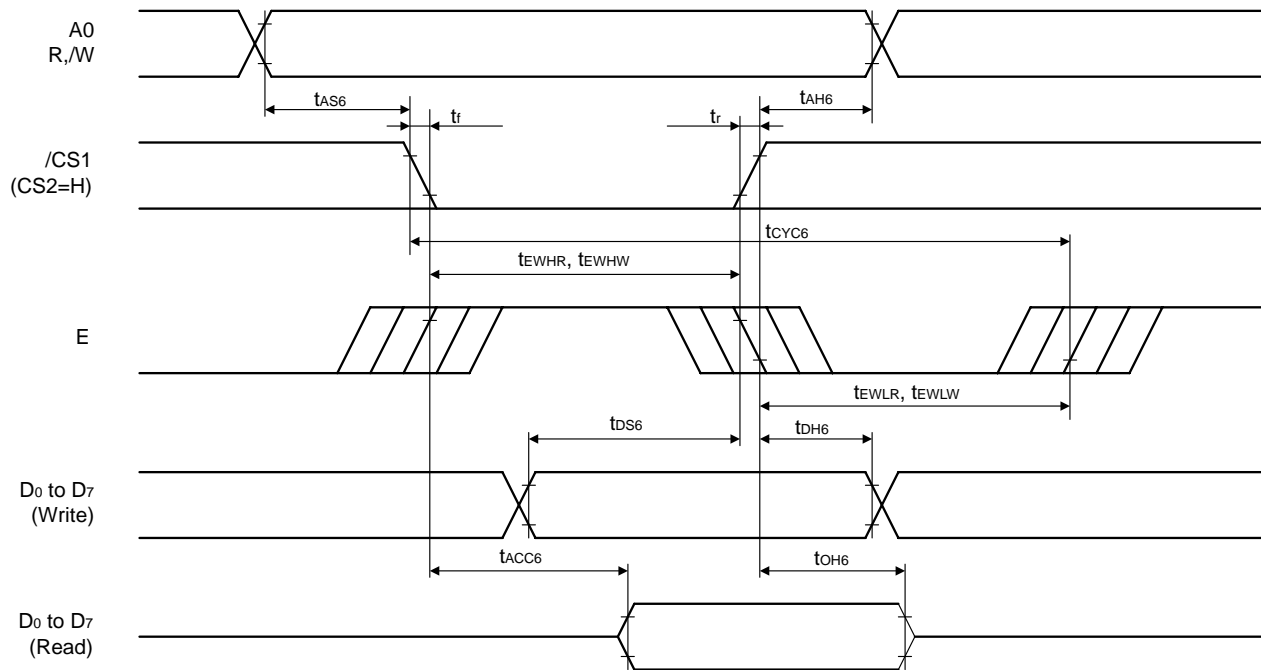 A0
R,/W
tAS6
tAH6
tf
tr
/CS1
(CS2=H)
tCYC6
tEWHR, tEWHW
E
tEWLR, tEWLW
tDS6
tDH6
D0 to D7
(Write)
tACC6
tOH6
D0 to D7
(Read)